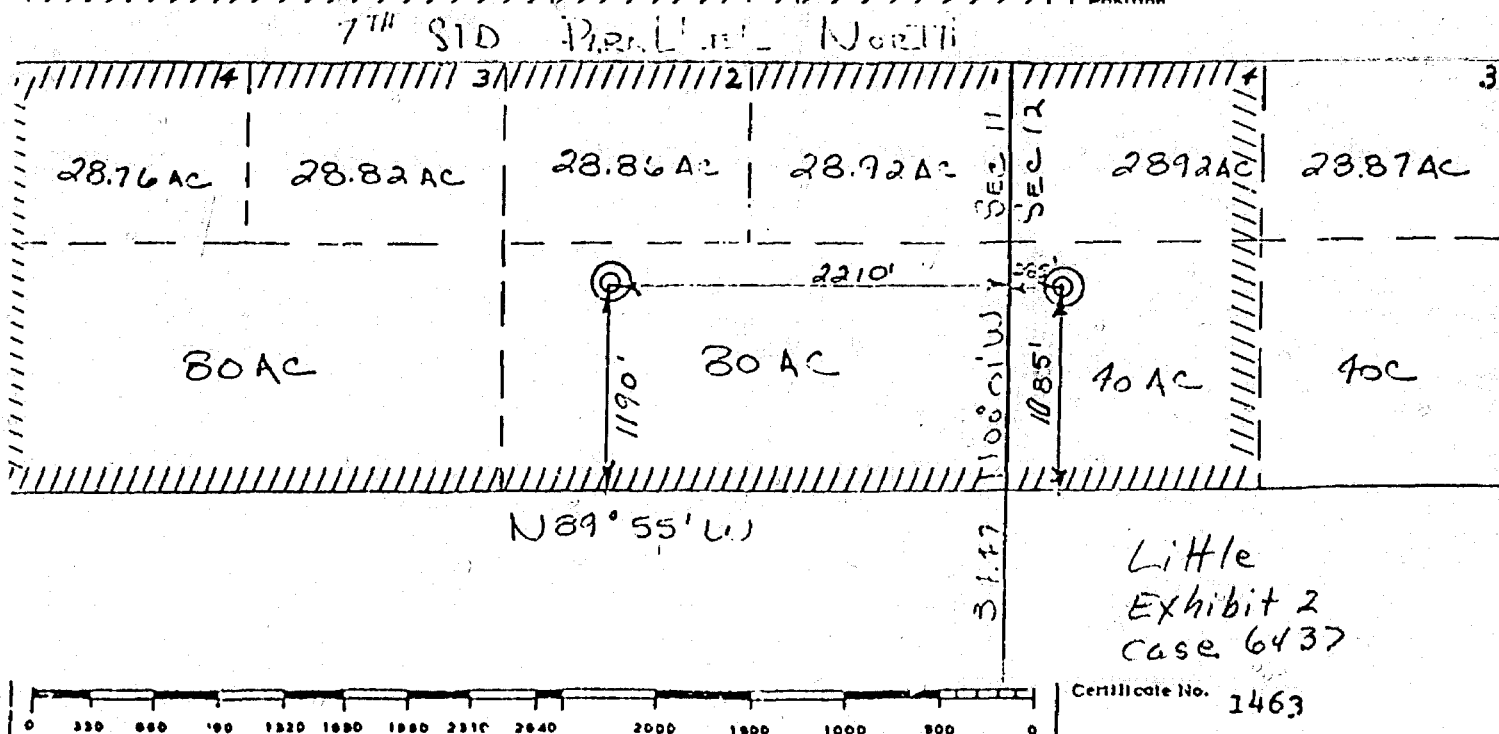 7TH STD NORTH
4 3 2 1 4 3
28.76 AC 28.82 AC 28.86 AC 28.92 AC SEC 11 SEC 12 2892AC 28.87AC
2210'
80 AC 1190' 80 AC 1085' 40 AC 40C
N89°55'W
31.47
Little
Exhibit 2
Case 6437
Certificate No. 1463
0 330 660 990 1320 1650 1980 2310 2640 2000 1500 1000 500 0